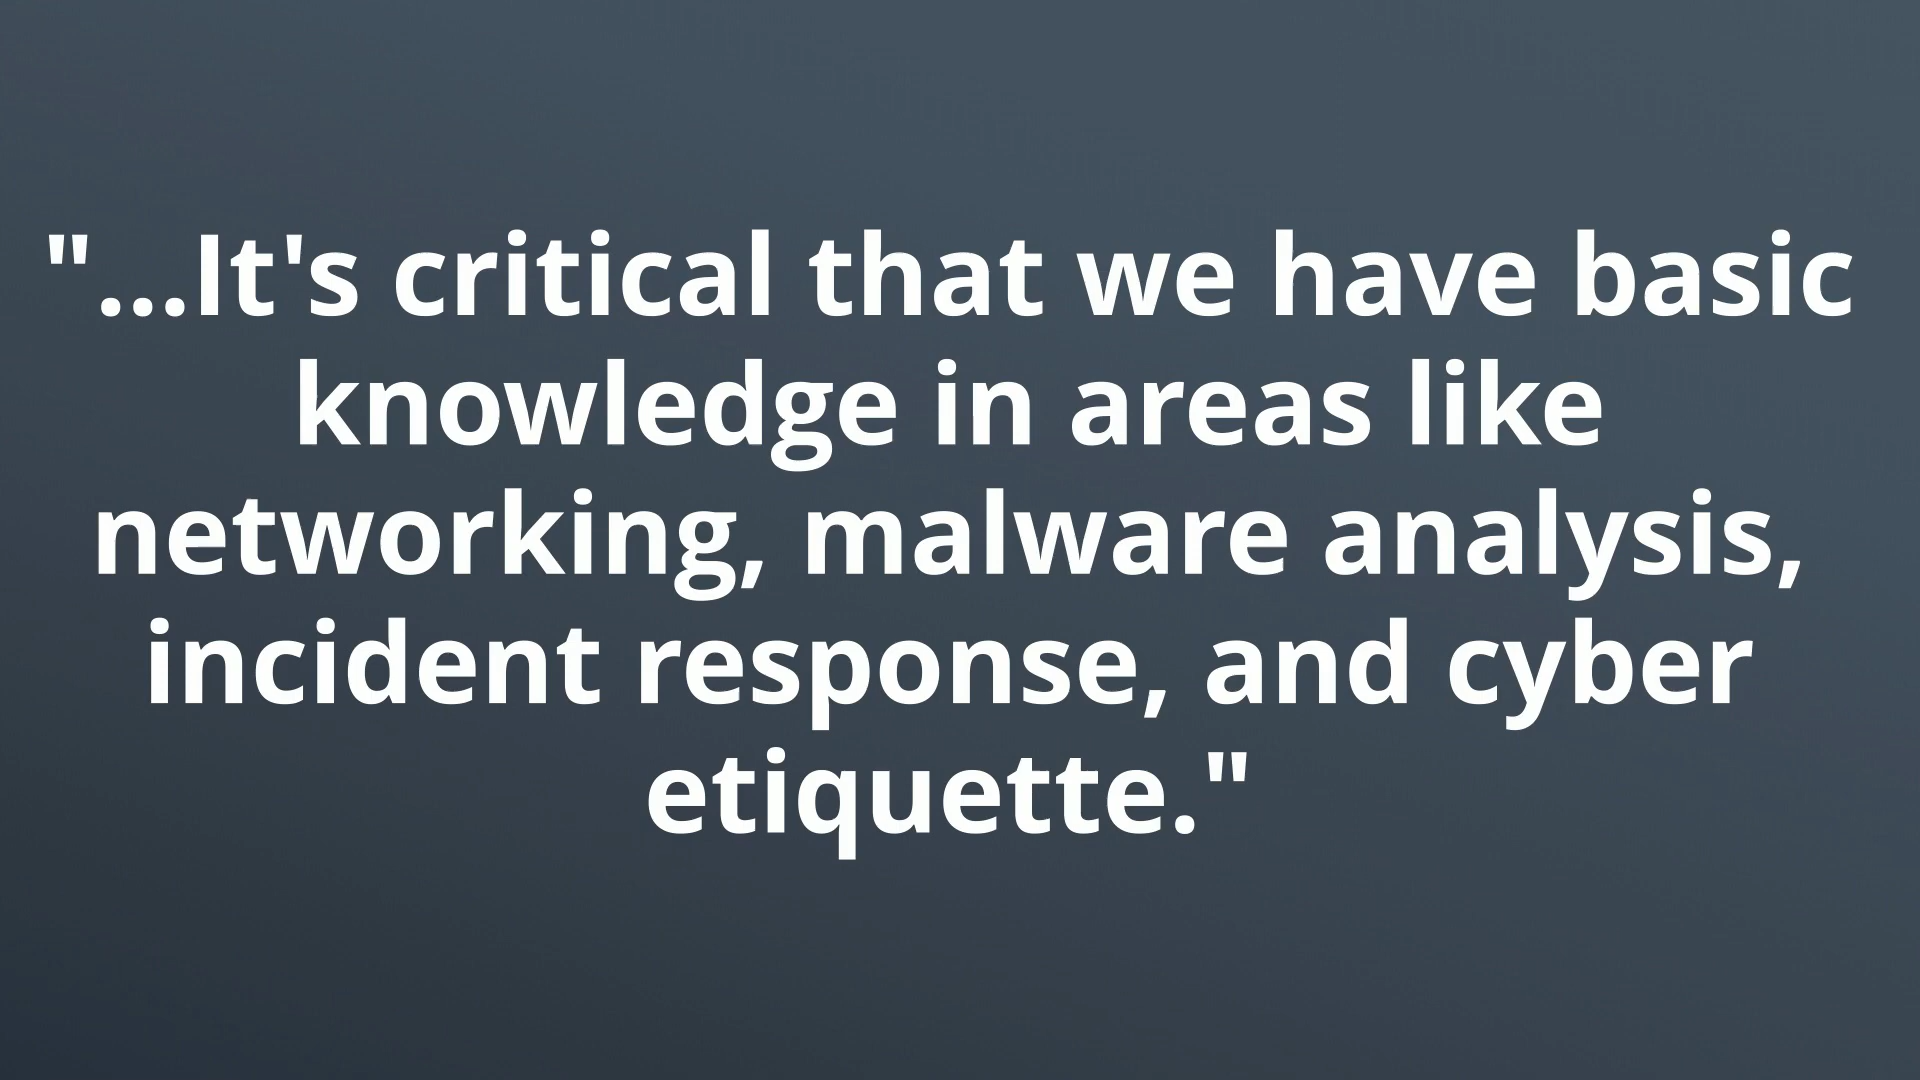 "...It's critical that we have basic
knowledge in areas like
networking, malware analysis,
incident response, and cyber
etiquette."